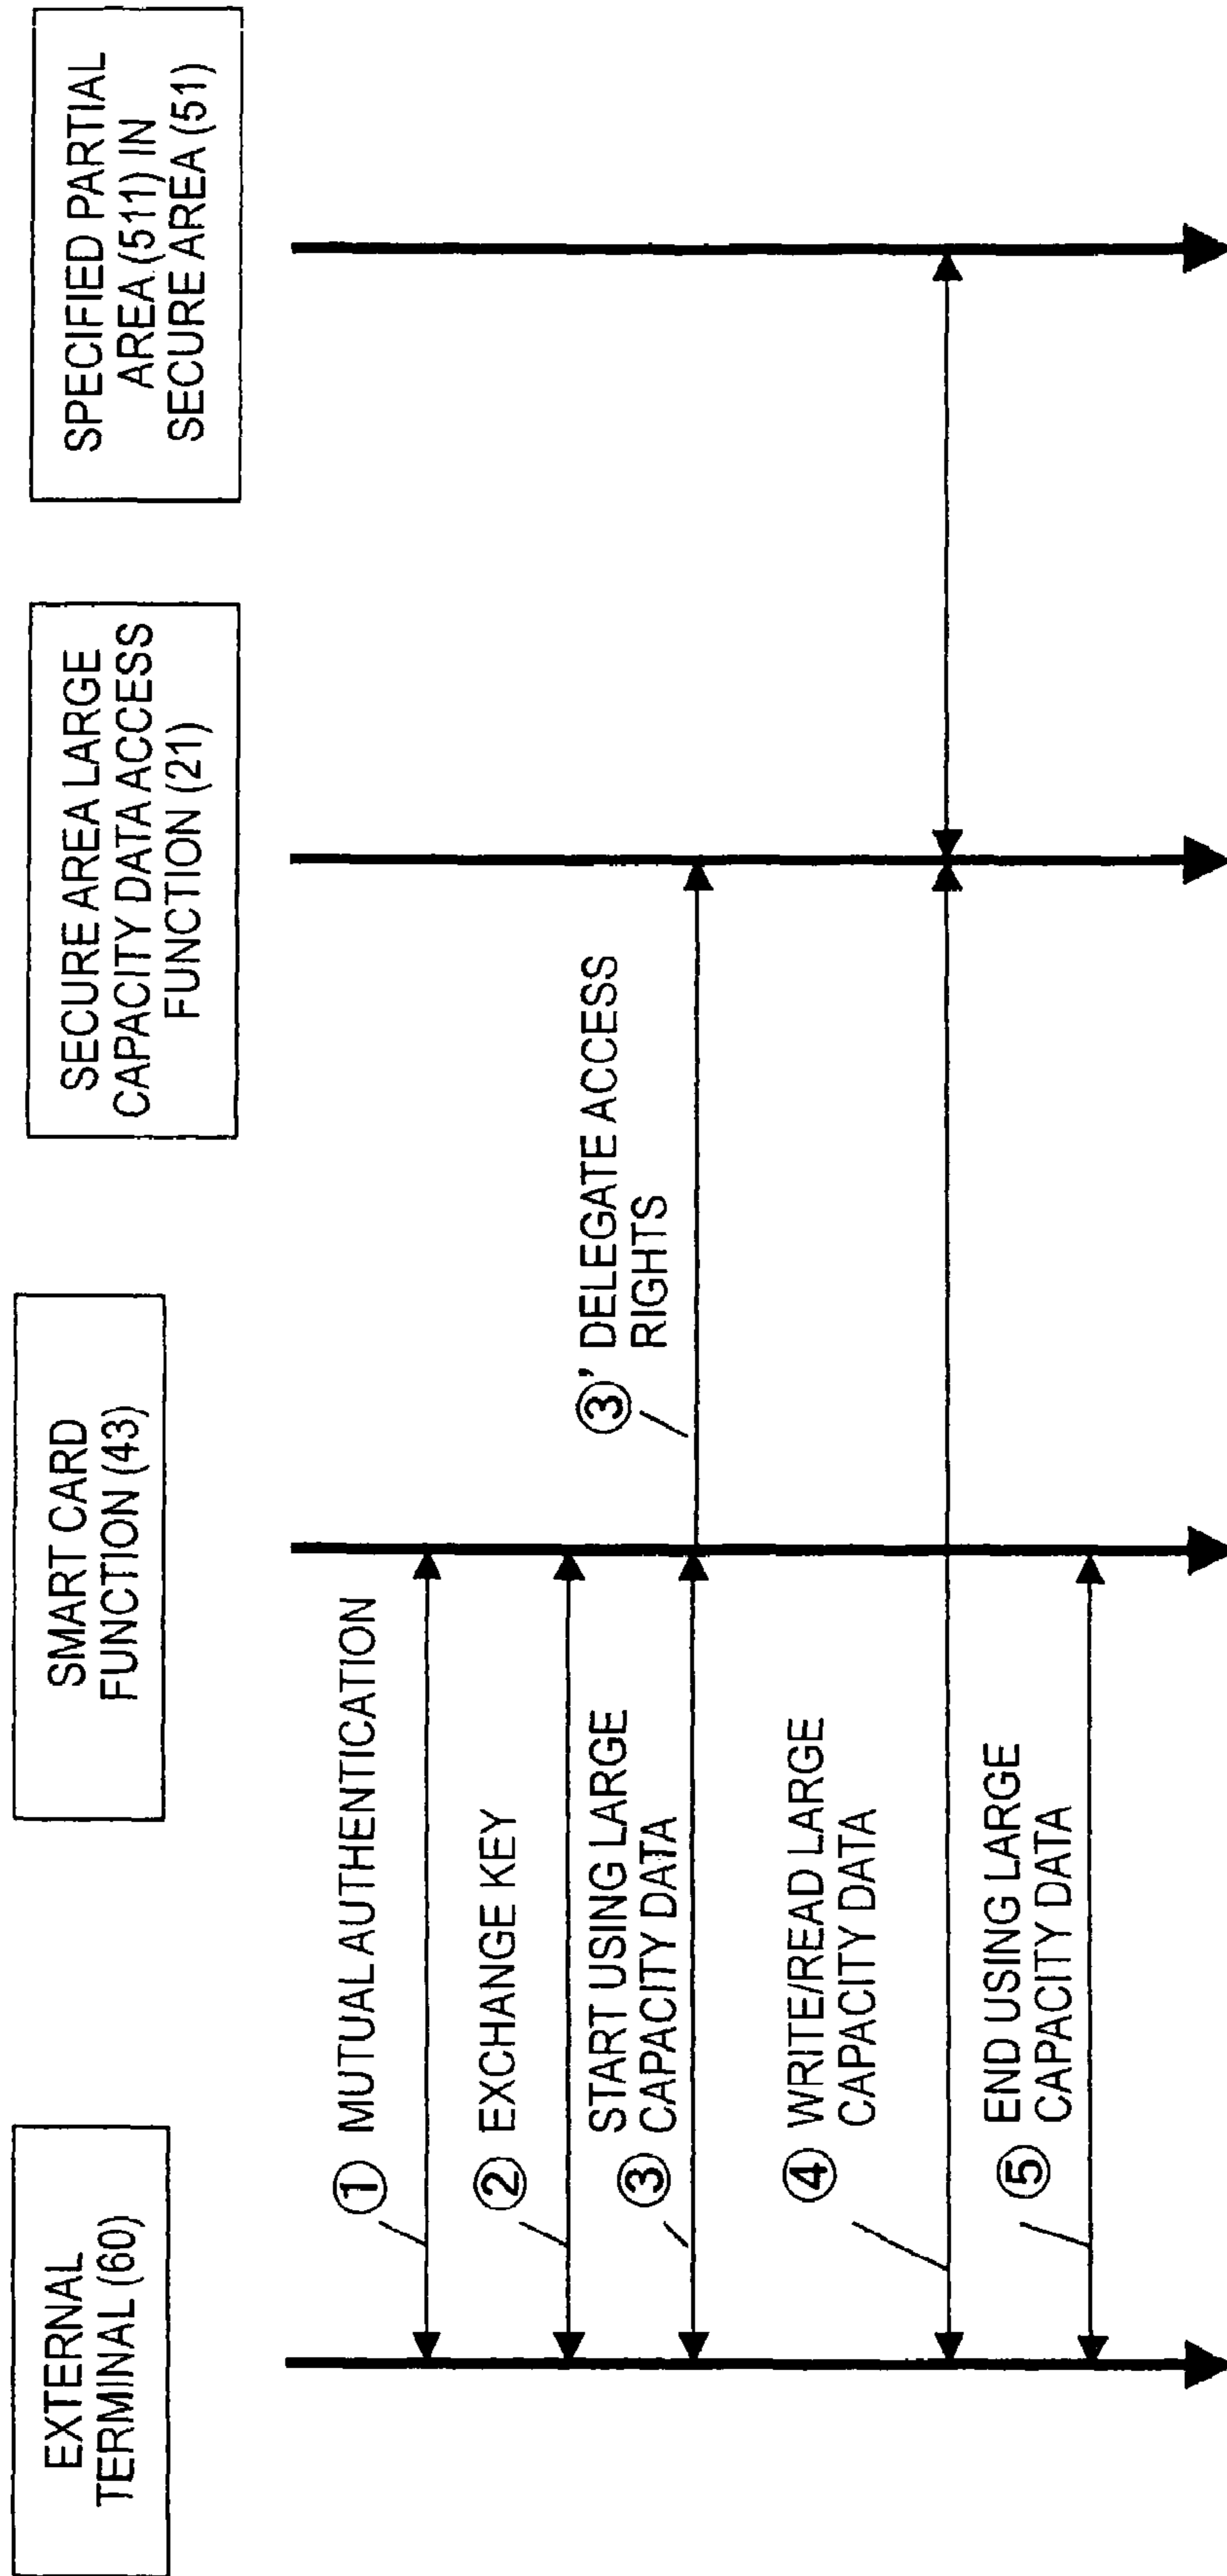 EXTERNAL
TERMINAL (60)
SMART CARD
FUNCTION (43)
SECURE AREA LARGE
CAPACITY DATA ACCESS
FUNCTION (21)
SPECIFIED PARTIAL
AREA (511) IN
SECURE AREA (51)
① MUTUAL AUTHENTICATION
② EXCHANGE KEY
③ START USING LARGE
CAPACITY DATA
③' DELEGATE ACCESS
RIGHTS
④ WRITE/READ LARGE
CAPACITY DATA
⑤ END USING LARGE
CAPACITY DATA